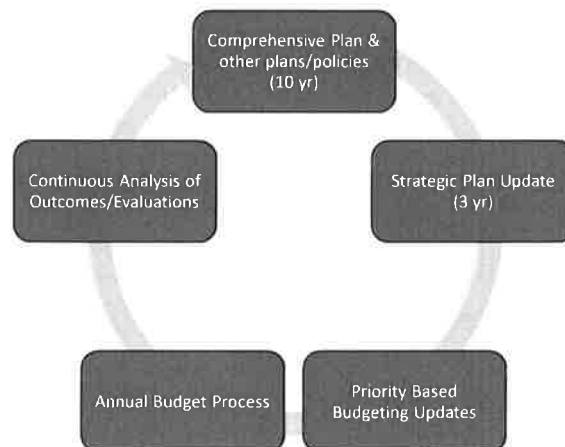 Comprehensive Plan &
other plans/policies
(10 yr)
Strategic Plan Update
(3 yr)
Priority Based
Budgeting Updates
Annual Budget Process
Continuous Analysis of
Outcomes/Evaluations